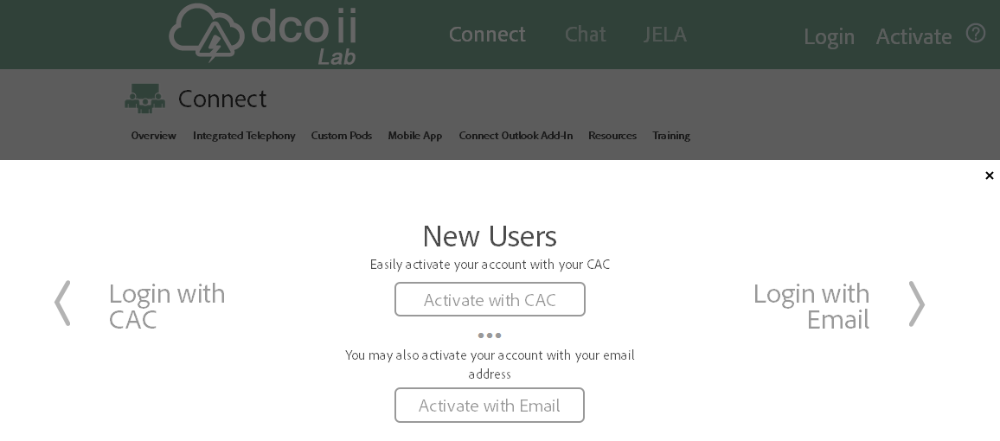 dco ii
Lab
Connect Chat JELA Login Activate ?
Connect
Overview Integrated Telephony Custom Pods Mobile App Connect Outlook Add-In Resources Training
×
New Users
Easily activate your account with your CAC
Login with
CAC
Activate with CAC
Login with
Email
You may also activate your account with your email
address
Activate with Email